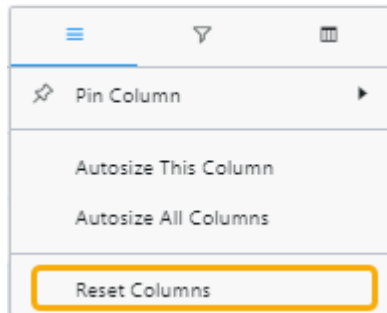 Pin Column
Autosize This Column
Autosize All Columns
Reset Columns